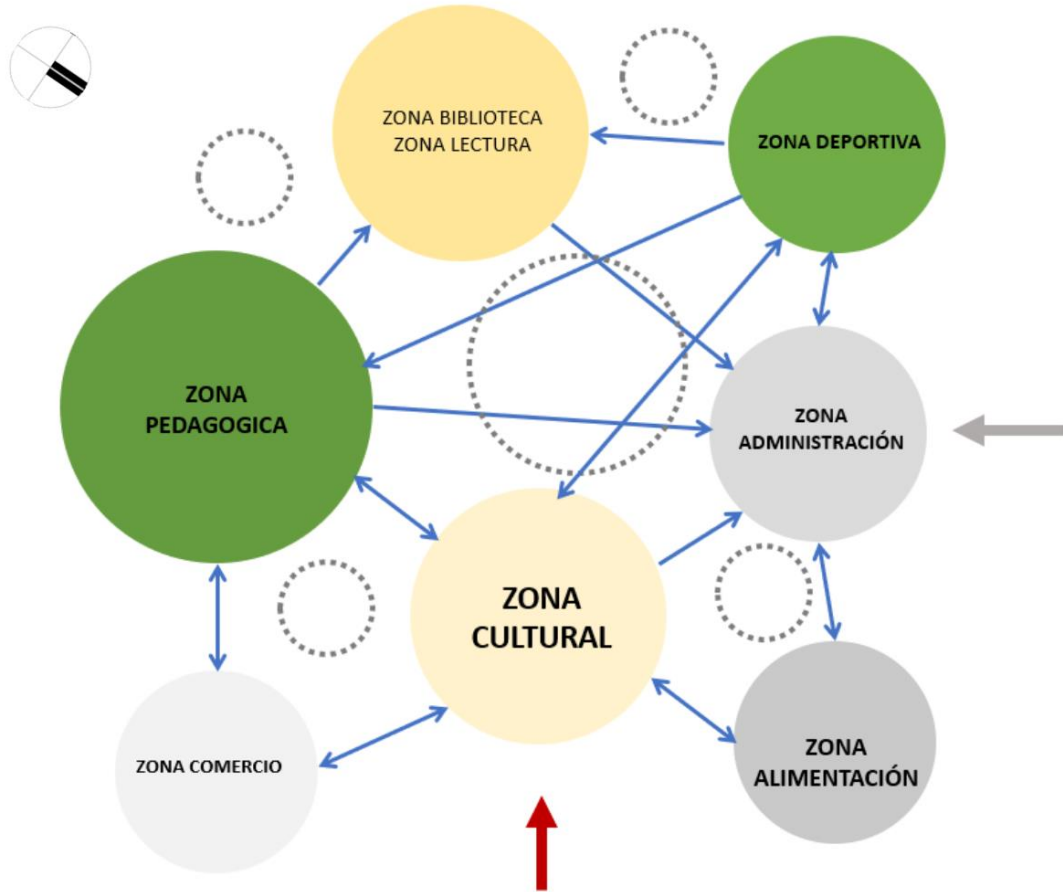 ZONA BIBLIOTECA
ZONA LECTURA
ZONA DEPORTIVA
ZONA
PEDAGOGICA
ZONA
ADMINISTRACIÓN
ZONA
CULTURAL
ZONA COMERCIO
ZONA
ALIMENTACIÓN